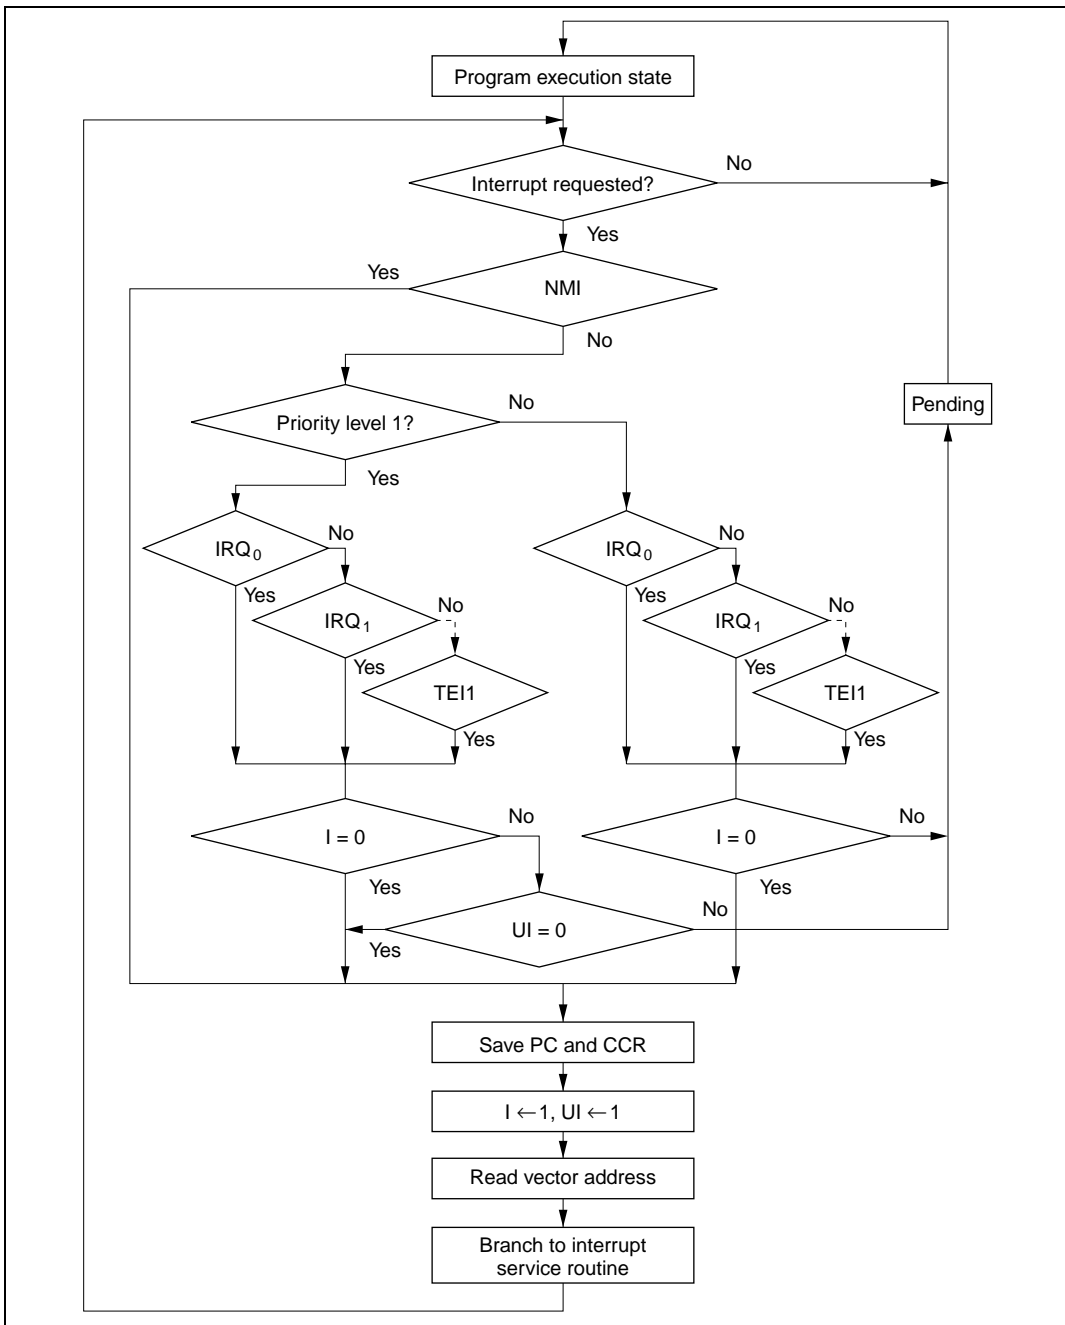 Program execution state
No
Interrupt requested?
Yes
Yes
NMI
No
Pending
No
Priority level 1?
Yes
No
No
IRQ0
IRQ0
Yes
No
Yes
No
IRQ1
IRQ1
Yes
Yes
TEI1
TEI1
Yes
Yes
No
No
I = 0
I = 0
Yes
Yes
No
UI = 0
Yes
Save PC and CCR
I ←1, UI ←1
Read vector address
Branch to interrupt
service routine